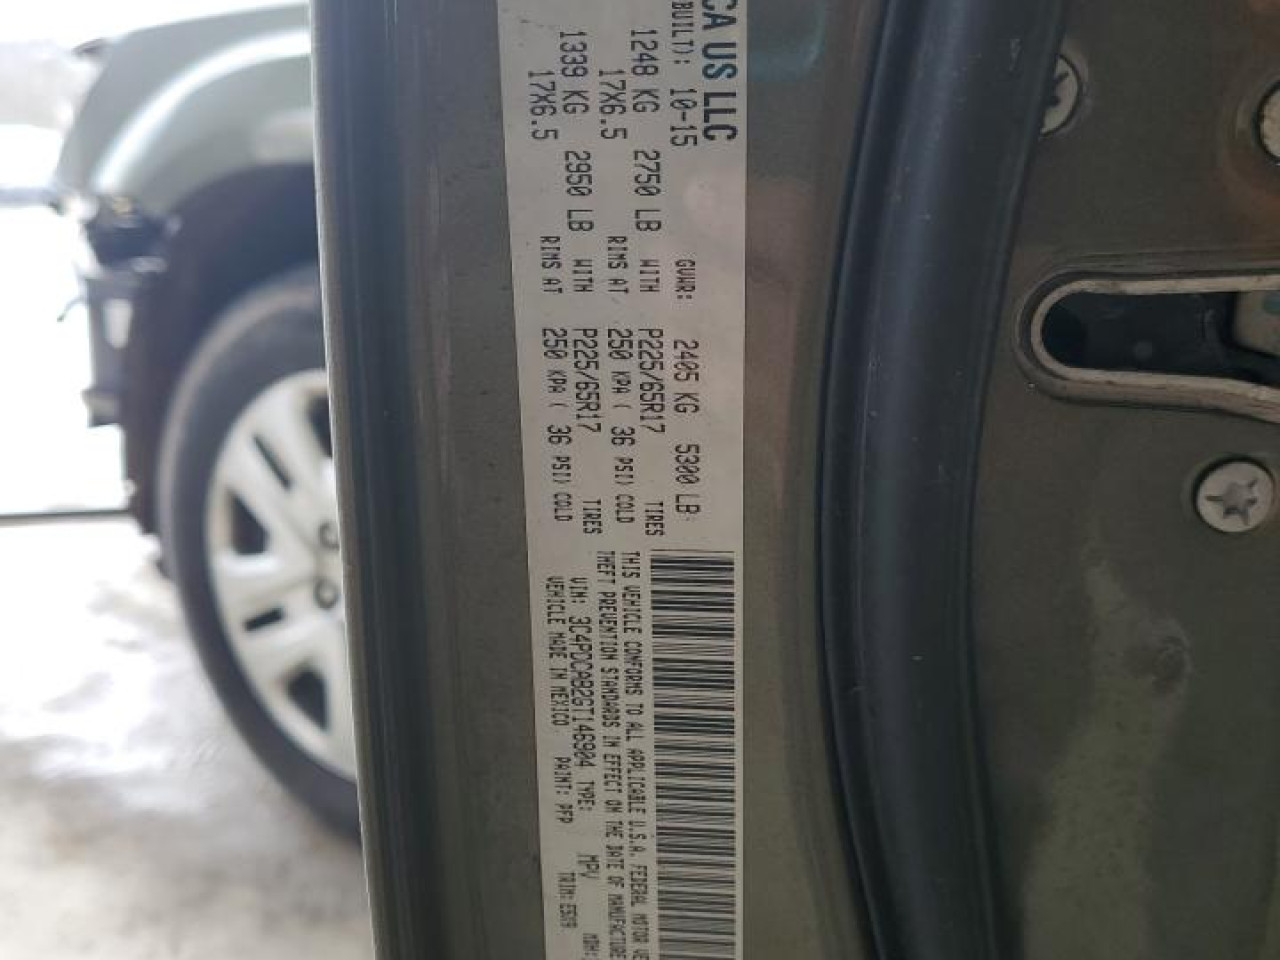 CA US LLC
BUILT): 10-15 GVWR: 2405 KG 5300 LB
1248 KG 2750 LB WITH P225/65R17 TIRES
17X6.5 RIMS AT 250 KPA ( 36 PSI) COLD
1339 KG 2950 LB WITH P225/65R17 TIRES
17X6.5 RIMS AT 250 KPA ( 36 PSI) COLD
THIS VEHICLE CONFORMS TO ALL APPLICABLE U.S.A. FEDERAL MOTOR VE
THEFT PREVENTION STANDARDS IN EFFECT ON THE DATE OF MANUFACTURE
VIN: 3C4PDCAB2GT146904 TYPE: MPV MDH:
VEHICLE MADE IN MEXICO PAINT: PFP TRIM: